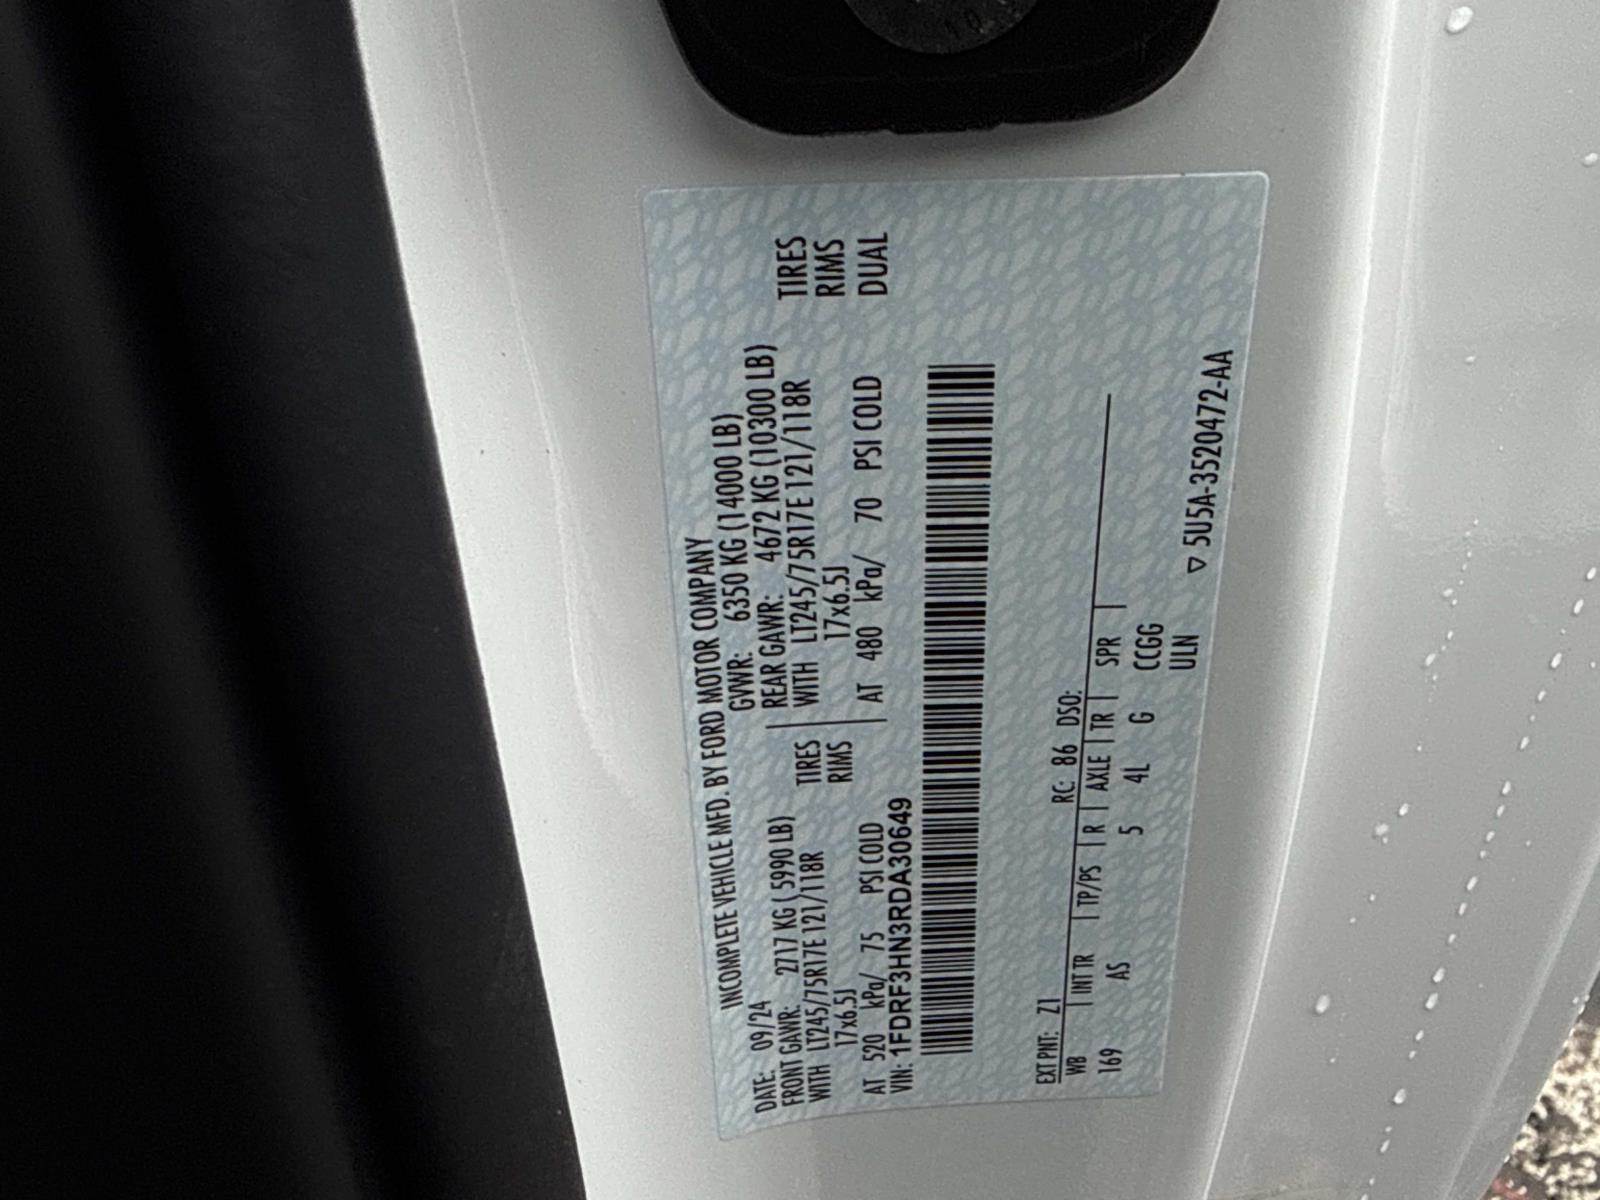 INCOMPLETE VEHICLE MFD. BY FORD MOTOR COMPANY
DATE: 09/24 GVWR: 6350 KG (14000 LB)
FRONT GAWR: 2717 KG ( 5990 LB) REAR GAWR: 4672 KG (10300 LB)
WITH LT245/75R17E 121/118R TIRES WITH LT245/75R17E 121/118R TIRES
17x6.5J RIMS 17x6.5J RIMS
AT 520 kPa/ 75 PSI COLD AT 480 kPa/ 70 PSI COLD DUAL
VIN: 1FDRF3HN3RDA30649
EXT PNT: Z1 RC: 86 DSO:
WB | INT TR | TP/PS | R | AXLE | TR | SPR |
169 AS 5 4L G CCGG
ULN ▽ 5U5A-3520472-AA